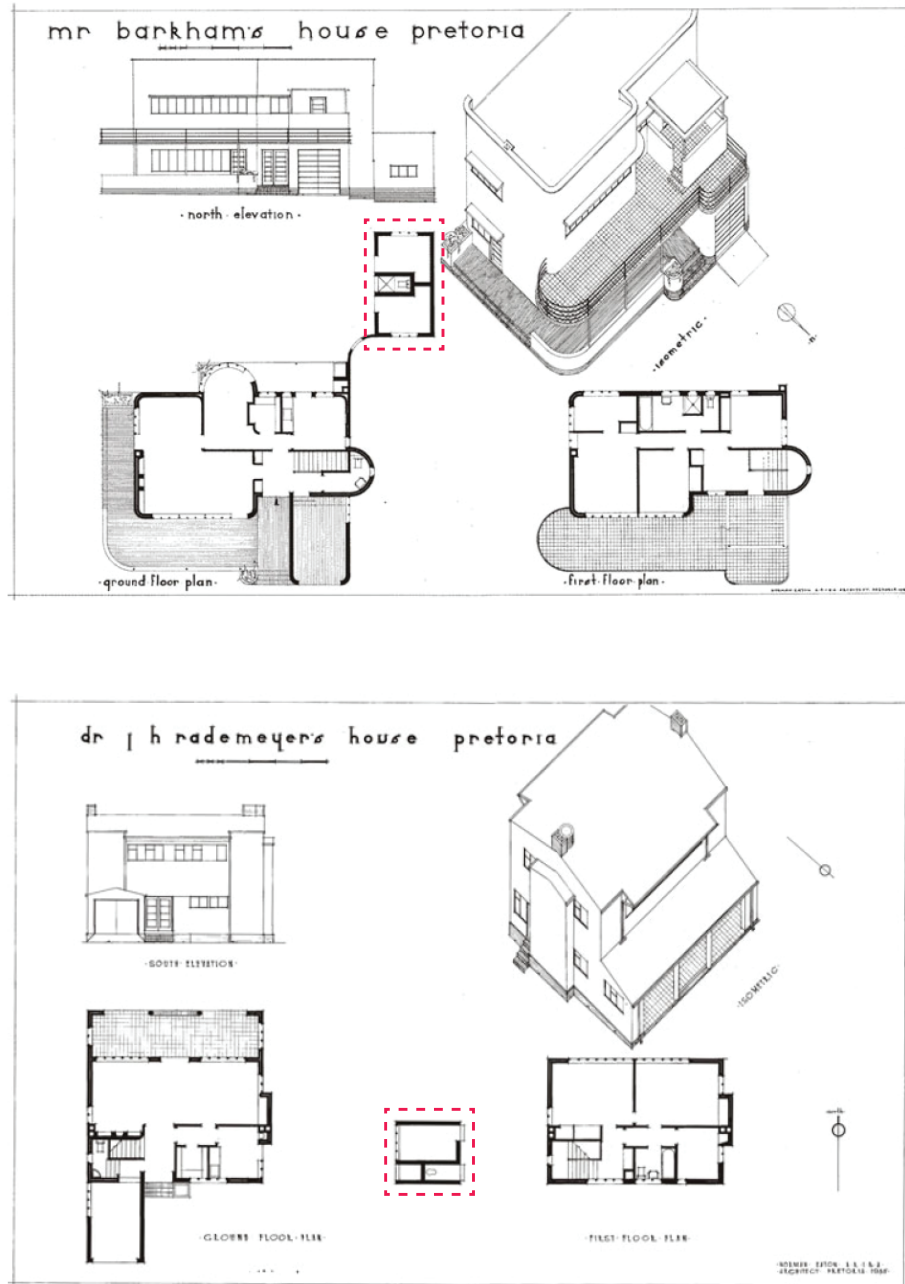 mr barkham's house pretoria
· north elevation ·
· isometric ·
n·
· ground floor plan ·
· first · floor plan ·
dr j h rademeyer's house pretoria
· SOUTH · ELEVATION ·
· ISOMETRIC ·
· GROUND FLOOR · PLAN ·
· FIRST · FLOOR · PLAN ·